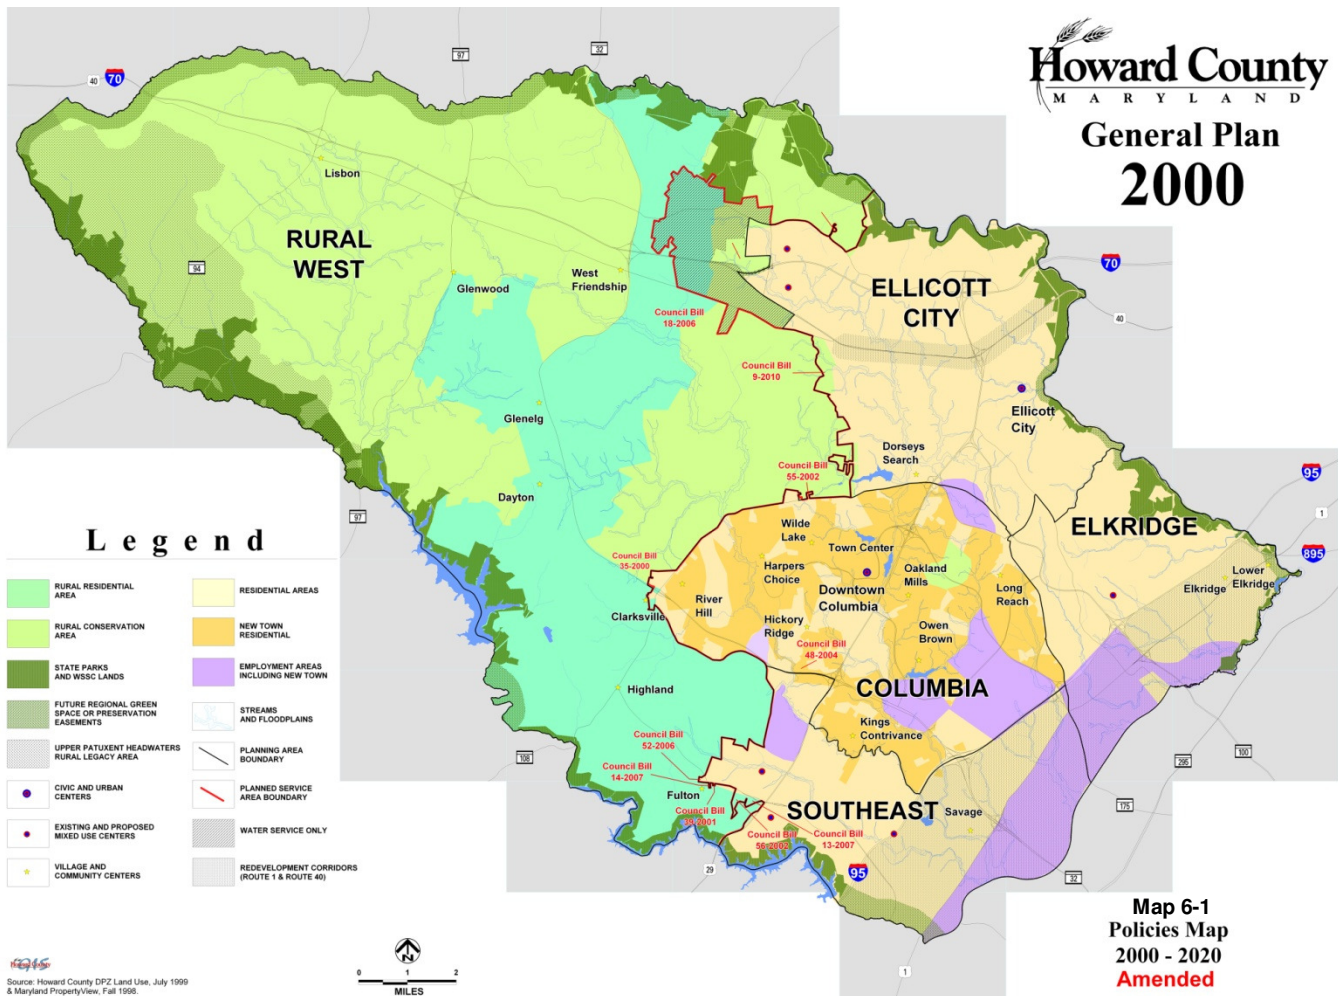 Howard County
MARYLAND
General Plan
2000
97
32
40
70
Lisbon
RURAL
WEST
94
Glenwood
West
Friendship
ELLICOTT
CITY
70
40
Council Bill
18-2006
Council Bill
9-2010
Glenelg
Ellicott
City
Dorseys
Search
Council Bill
55-2002
95
1
Dayton
97
ELKRIDGE
895
Wilde
Lake
Town Center
Harpers
Choice
Oakland
Mills
Downtown
Columbia
Long
Reach
Elkridge
Lower
Elkridge
Council Bill
35-2000
River
Hill
Clarksville
Hickory
Ridge
Owen
Brown
Council Bill
48-2004
COLUMBIA
Highland
Kings
Contrivance
Council Bill
52-2006
108
Council Bill
14-2007
295
100
Fulton
Council Bill
39-2001
SOUTHEAST
Savage
175
Council Bill
56-2002
Council Bill
13-2007
29
95
32
1
Legend
RURAL RESIDENTIAL
AREA
RURAL CONSERVATION
AREA
STATE PARKS
AND WSSC LANDS
FUTURE REGIONAL GREEN
SPACE OR PRESERVATION
EASEMENTS
UPPER PATUXENT HEADWATERS
RURAL LEGACY AREA
CIVIC AND URBAN
CENTERS
EXISTING AND PROPOSED
MIXED USE CENTERS
VILLAGE AND
COMMUNITY CENTERS
RESIDENTIAL AREAS
NEW TOWN
RESIDENTIAL
EMPLOYMENT AREAS
INCLUDING NEW TOWN
STREAMS
AND FLOODPLAINS
PLANNING AREA
BOUNDARY
PLANNED SERVICE
AREA BOUNDARY
WATER SERVICE ONLY
REDEVELOPMENT CORRIDORS
(ROUTE 1 & ROUTE 40)
Source: Howard County DPZ Land Use, July 1999
& Maryland PropertyView, Fall 1998.
N
0 1 2
MILES
Map 6-1
Policies Map
2000 - 2020
Amended